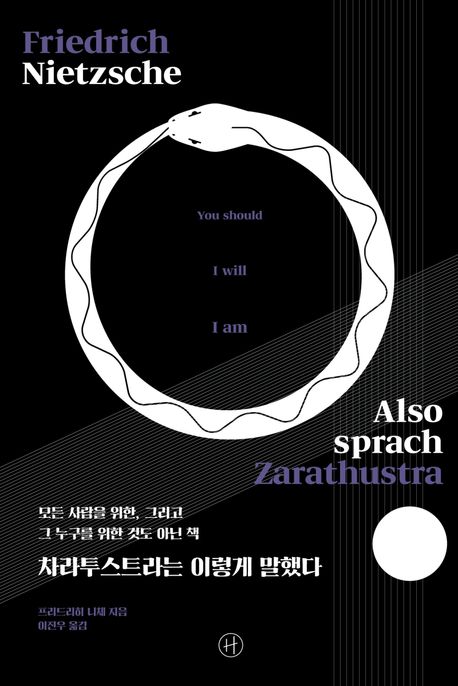 Friedrich
Nietzsche
You should
I will
I am
Also
sprach
Zarathustra
모든 사람을 위한, 그리고
그 누구를 위한 것도 아닌 책
차라투스트라는 이렇게 말했다
프리드리히 니체 지음
이진우 옮김
H